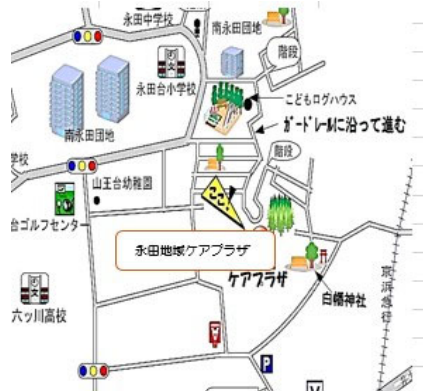 永田中学校
南永田団地
階段
永田台小学校
こどもログハウス
ガードレールに沿って進む
南永田団地
階段
学校
山王台幼稚園
ここ!
台ゴルフセンター
永田地域ケアプラザ
ケアプラザ
京浜急行
白幡神社
六ッ川高校
P